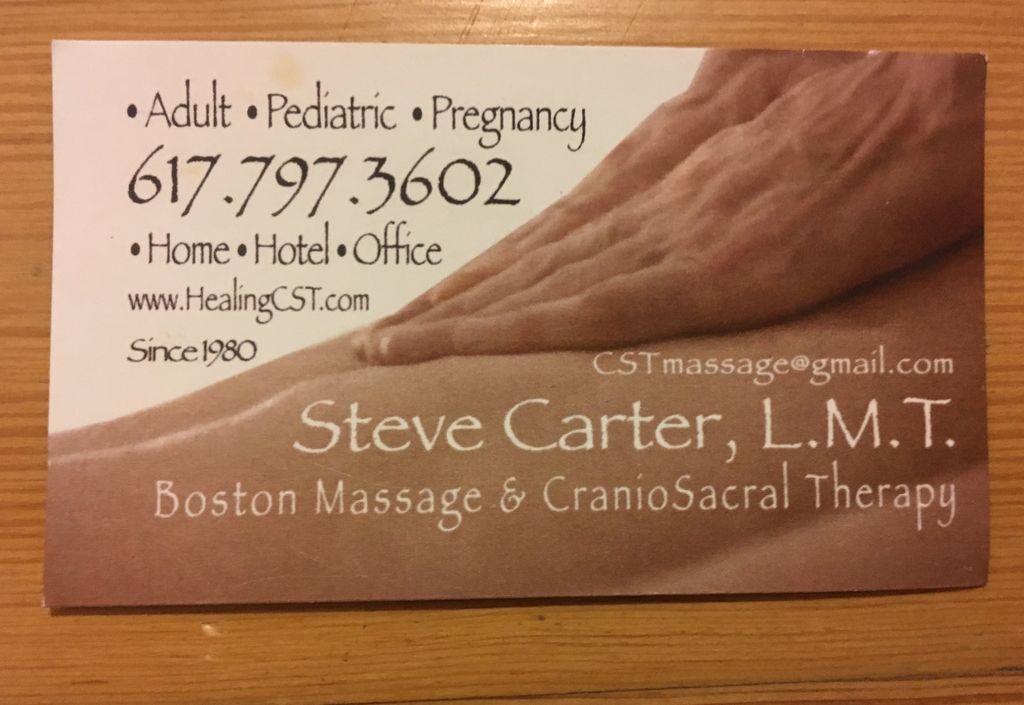 • Adult • Pediatric • Pregnancy
617.797.3602
• Home • Hotel • Office
www.HealingCST.com
Since 1980
CSTmassage@gmail.com
Steve Carter, L.M.T.
Boston Massage & CranioSacral Therapy